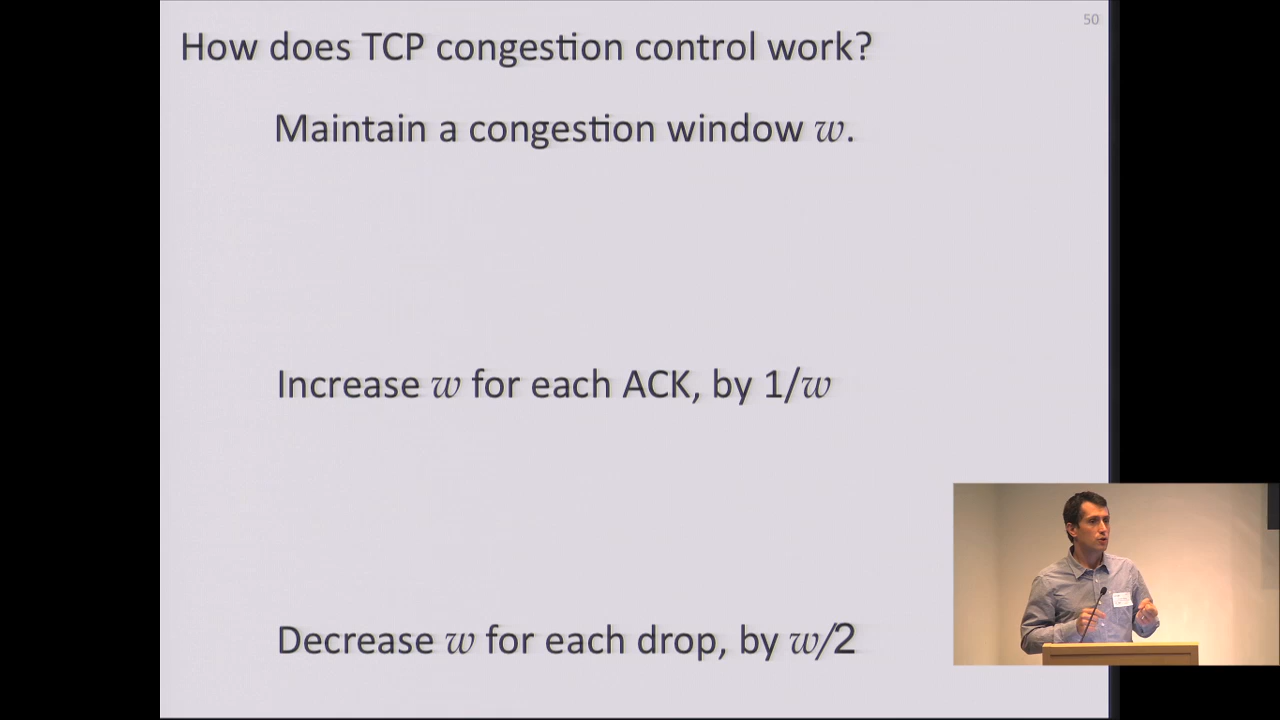 50
How does TCP congestion control work?
Maintain a congestion window w.
Increase w for each ACK, by 1/w
Decrease w for each drop, by w/2